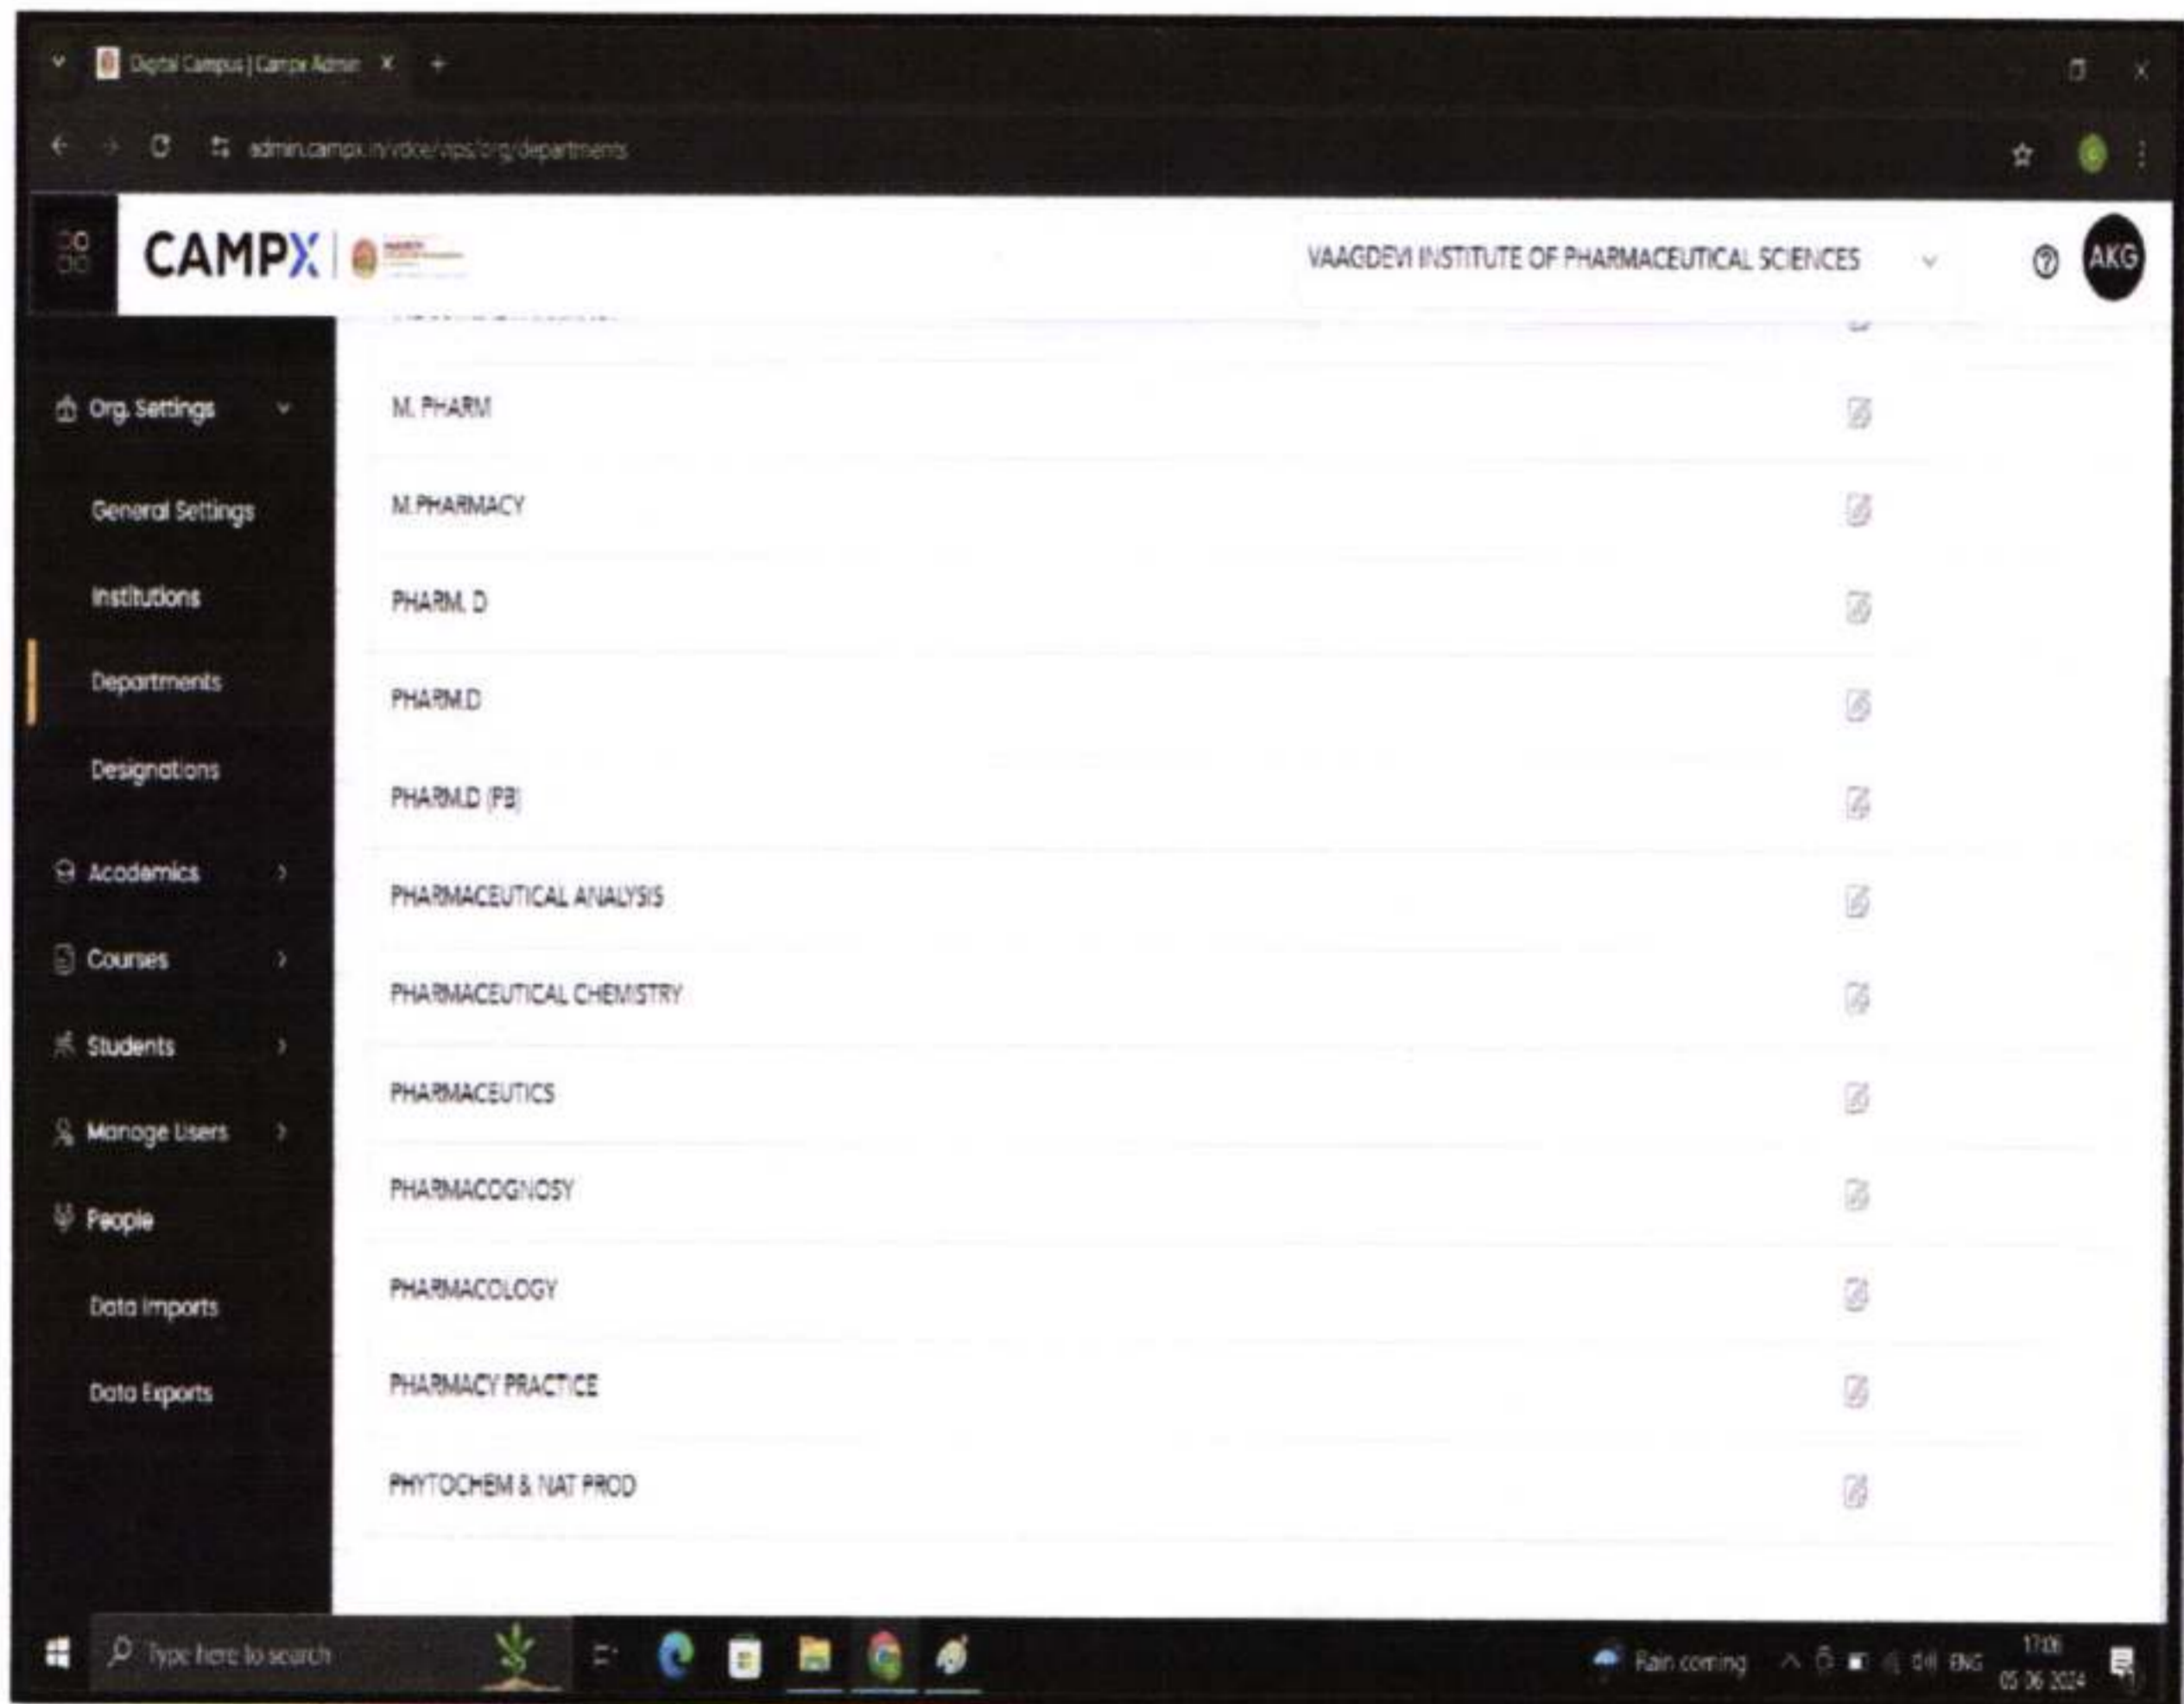 Digital Campus | Campx Admin
admin.campx.in/vdce/vips/org/departments
CAMPX
VAAGDEVI INSTITUTE OF PHARMACEUTICAL SCIENCES
AKG
Org. Settings
General Settings
Institutions
Departments
Designations
Academics
Courses
Students
Manage Users
People
Data Imports
Data Exports
M. PHARM
M.PHARMACY
PHARM. D
PHARM.D
PHARM.D (PB)
PHARMACEUTICAL ANALYSIS
PHARMACEUTICAL CHEMISTRY
PHARMACEUTICS
PHARMACOGNOSY
PHARMACOLOGY
PHARMACY PRACTICE
PHYTOCHEM & NAT PROD
Type here to search
Rain coming
ENG
17:06
05-06-2024